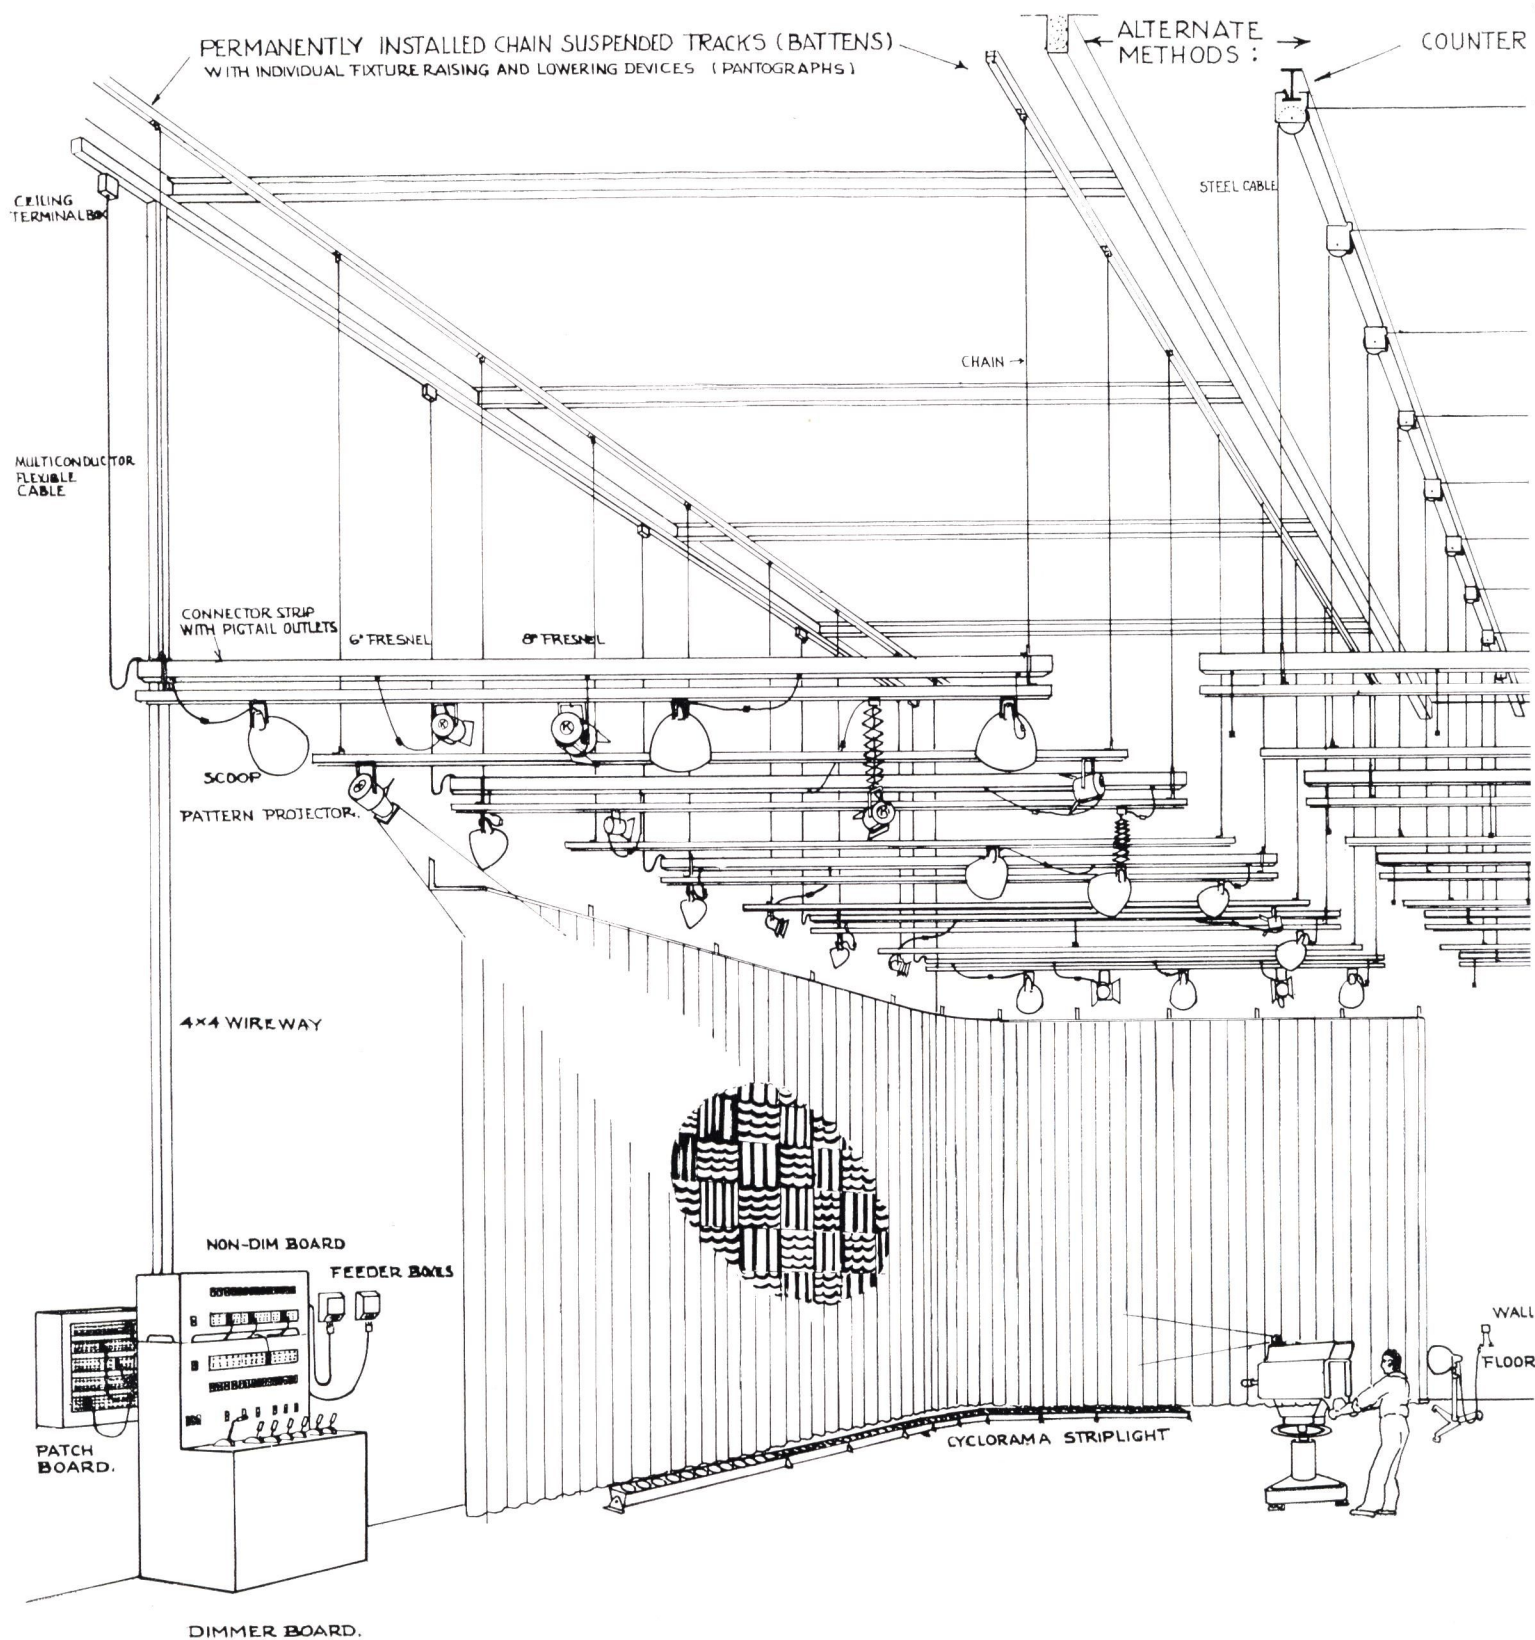 PERMANENTLY INSTALLED CHAIN SUSPENDED TRACKS (BATTENS)
WITH INDIVIDUAL FIXTURE RAISING AND LOWERING DEVICES (PANTOGRAPHS)
ALTERNATE
METHODS:
COUNTER
CEILING
TERMINAL BOX
STEEL CABLE
CHAIN
MULTICONDUCTOR
FLEXIBLE
CABLE
CONNECTOR STRIP
WITH PIGTAIL OUTLETS
6" FRESNEL
8" FRESNEL
SCOOP
PATTERN PROJECTOR.
4×4 WIREWAY
NON-DIM BOARD
FEEDER BOXES
WALL
FLOOR
PATCH
BOARD.
CYCLORAMA STRIPLIGHT
DIMMER BOARD.